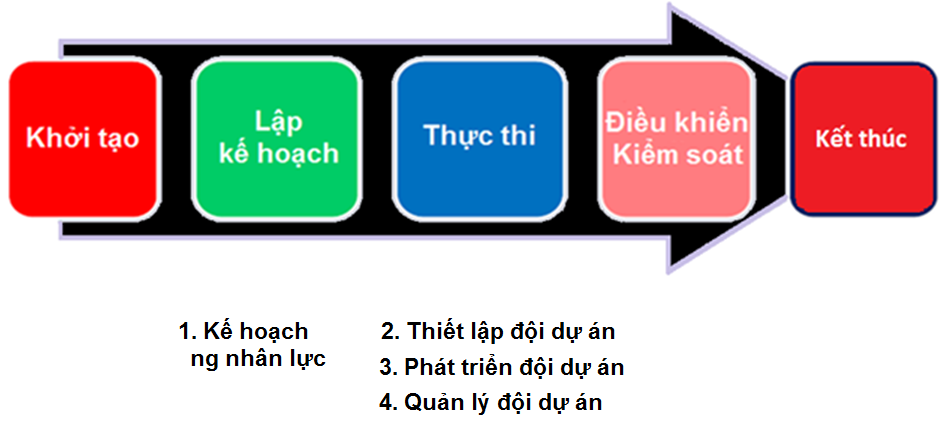 Khởi tạo
Lập
kế hoạch
Thực thi
Điều khiển
Kiểm soát
Kết thúc
1. Kế hoạch
ng nhân lực
2. Thiết lập đội dự án
3. Phát triển đội dự án
4. Quản lý đội dự án